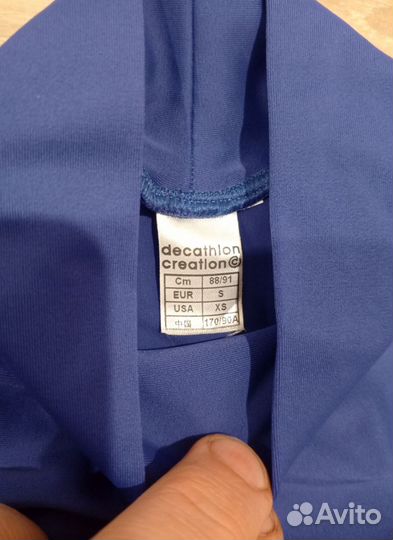 decathlon
creation©
Cm 88/91
EUR S
USA XS
中国 170/90A
Avito